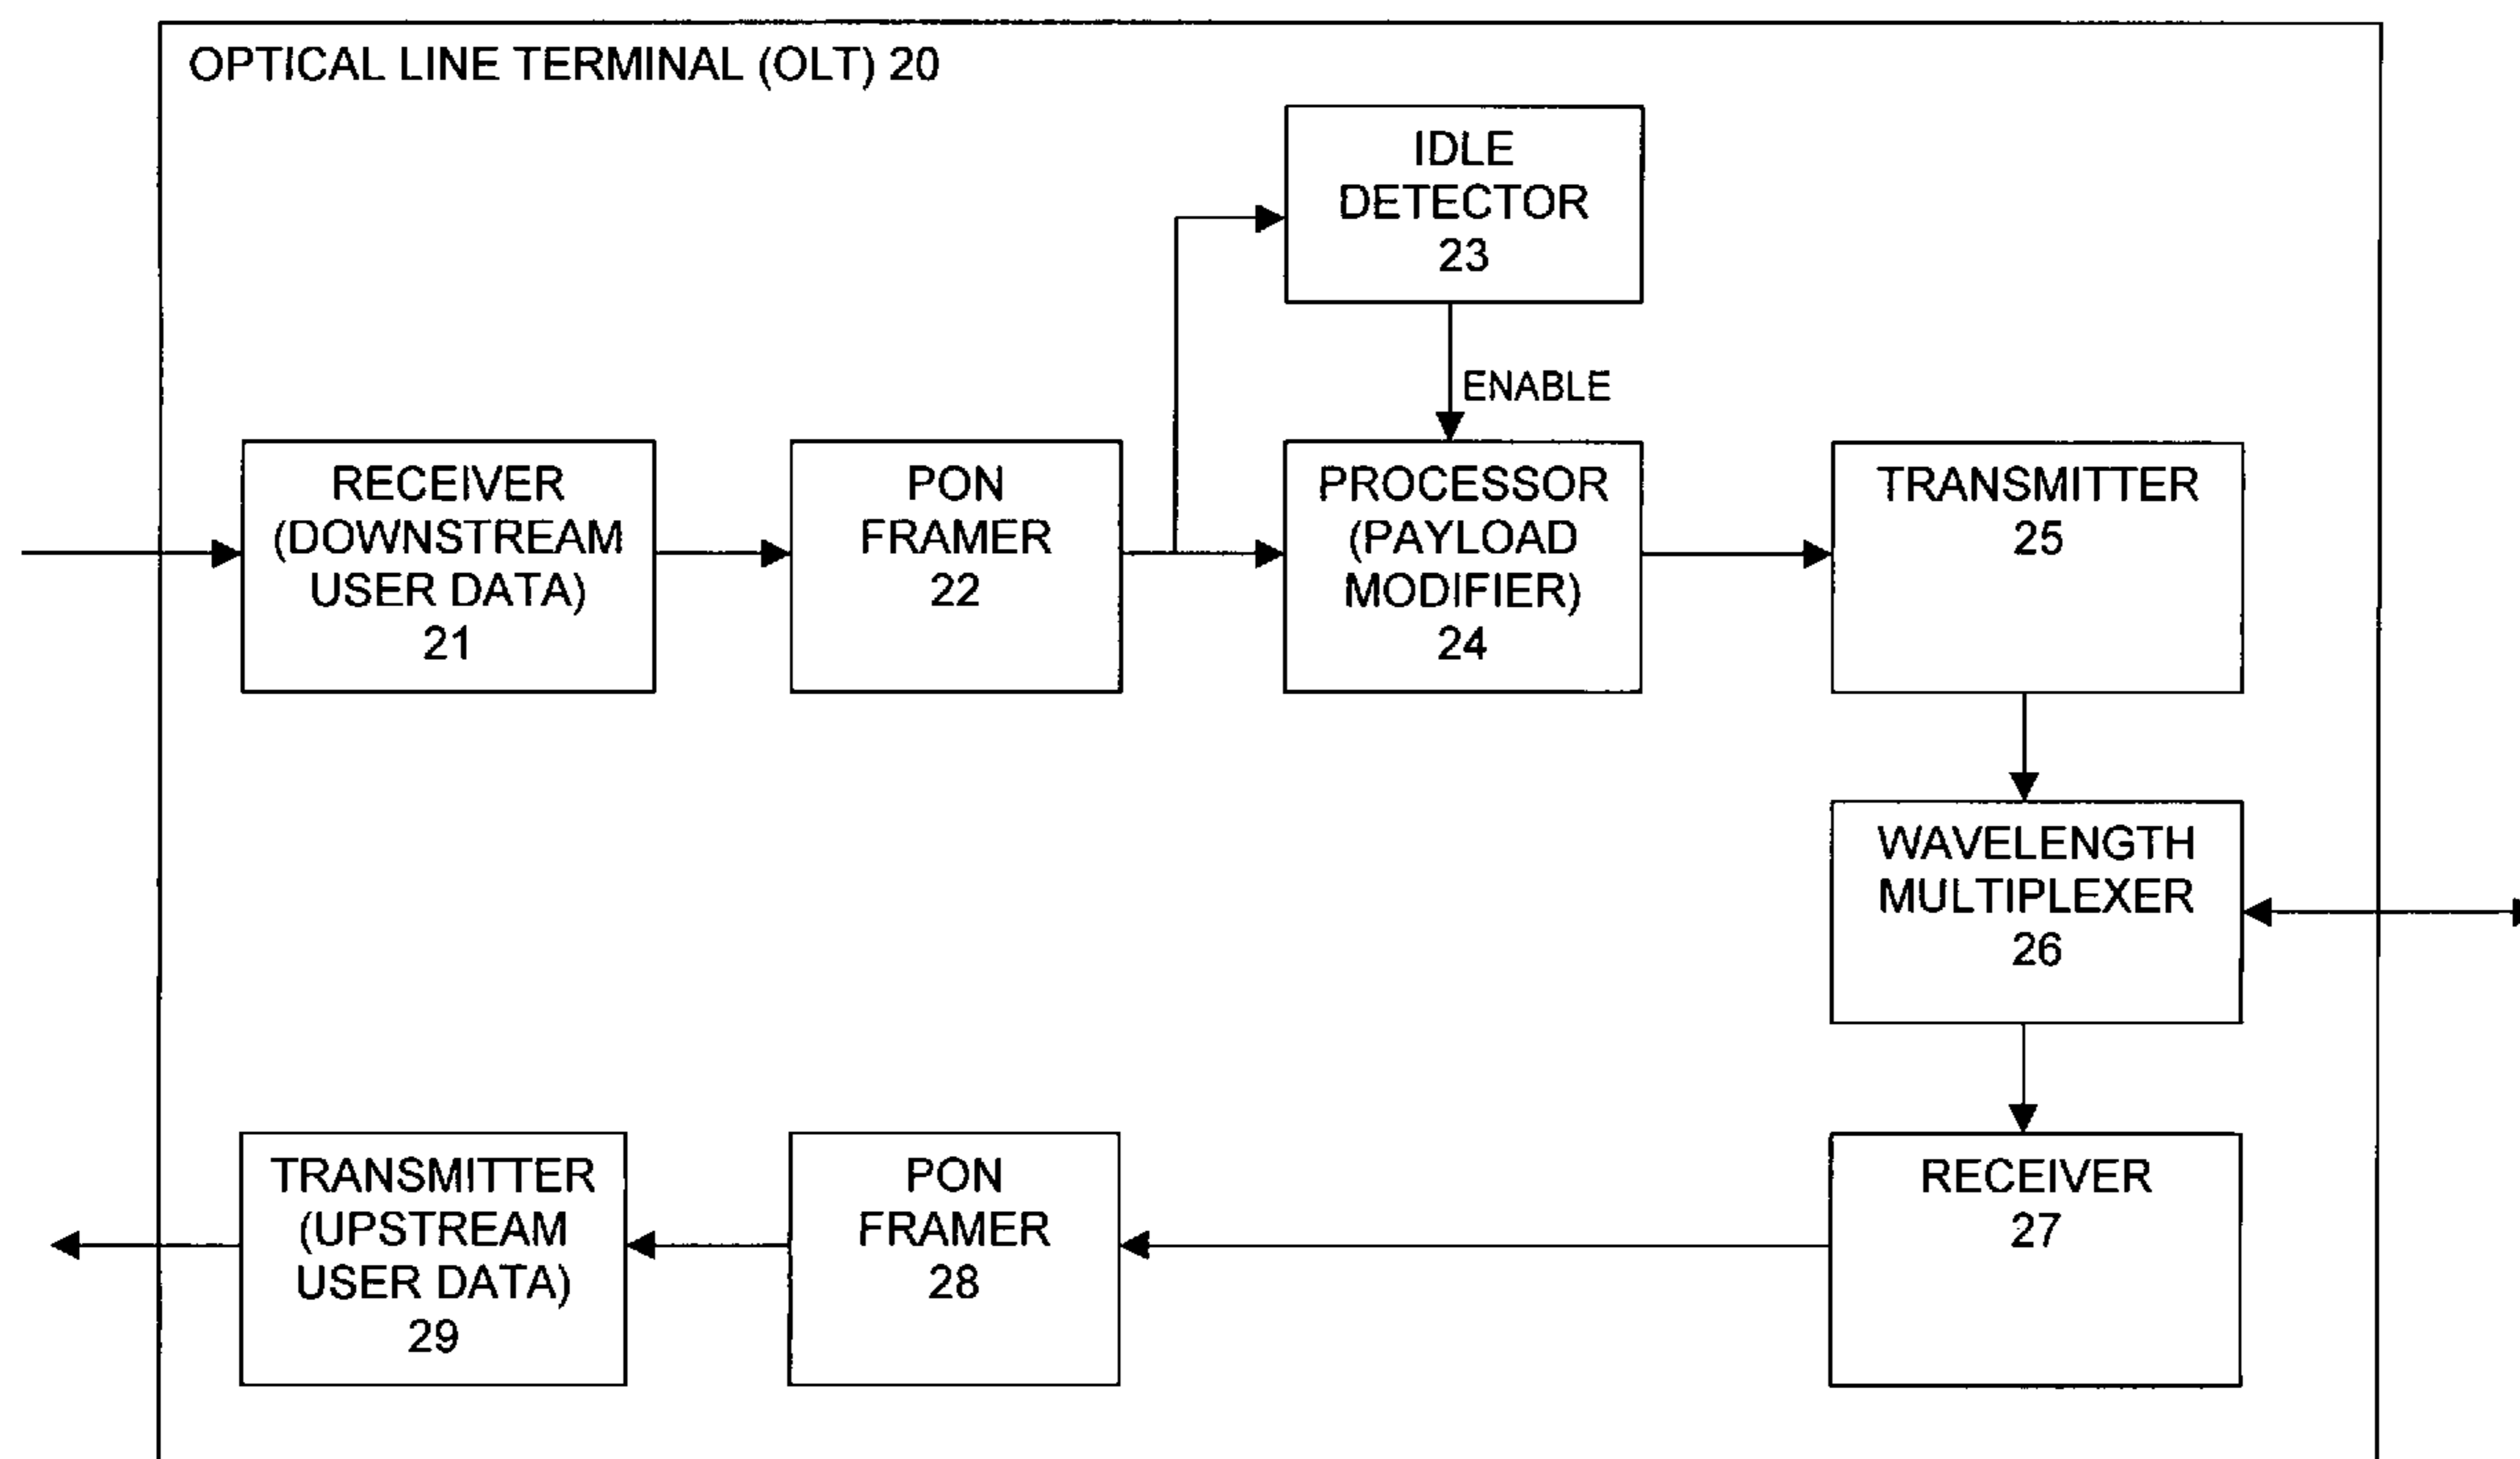 OPTICAL LINE TERMINAL (OLT) 20
IDLE
DETECTOR
23
ENABLE
RECEIVER
(DOWNSTREAM
USER DATA)
21
PON
FRAMER
22
PROCESSOR
(PAYLOAD
MODIFIER)
24
TRANSMITTER
25
WAVELENGTH
MULTIPLEXER
26
TRANSMITTER
(UPSTREAM
USER DATA)
29
PON
FRAMER
28
RECEIVER
27